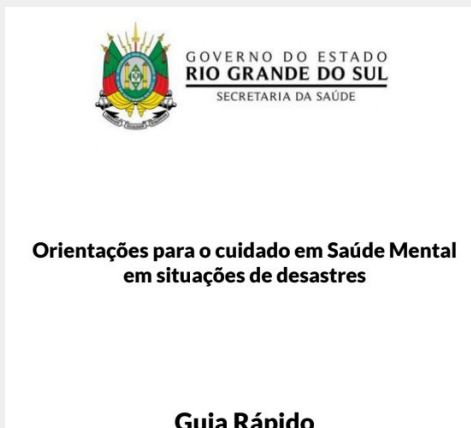 GOVERNO DO ESTADO
RIO GRANDE DO SUL
SECRETARIA DA SAÚDE
Orientações para o cuidado em Saúde Mental
em situações de desastres
Guia Rápido